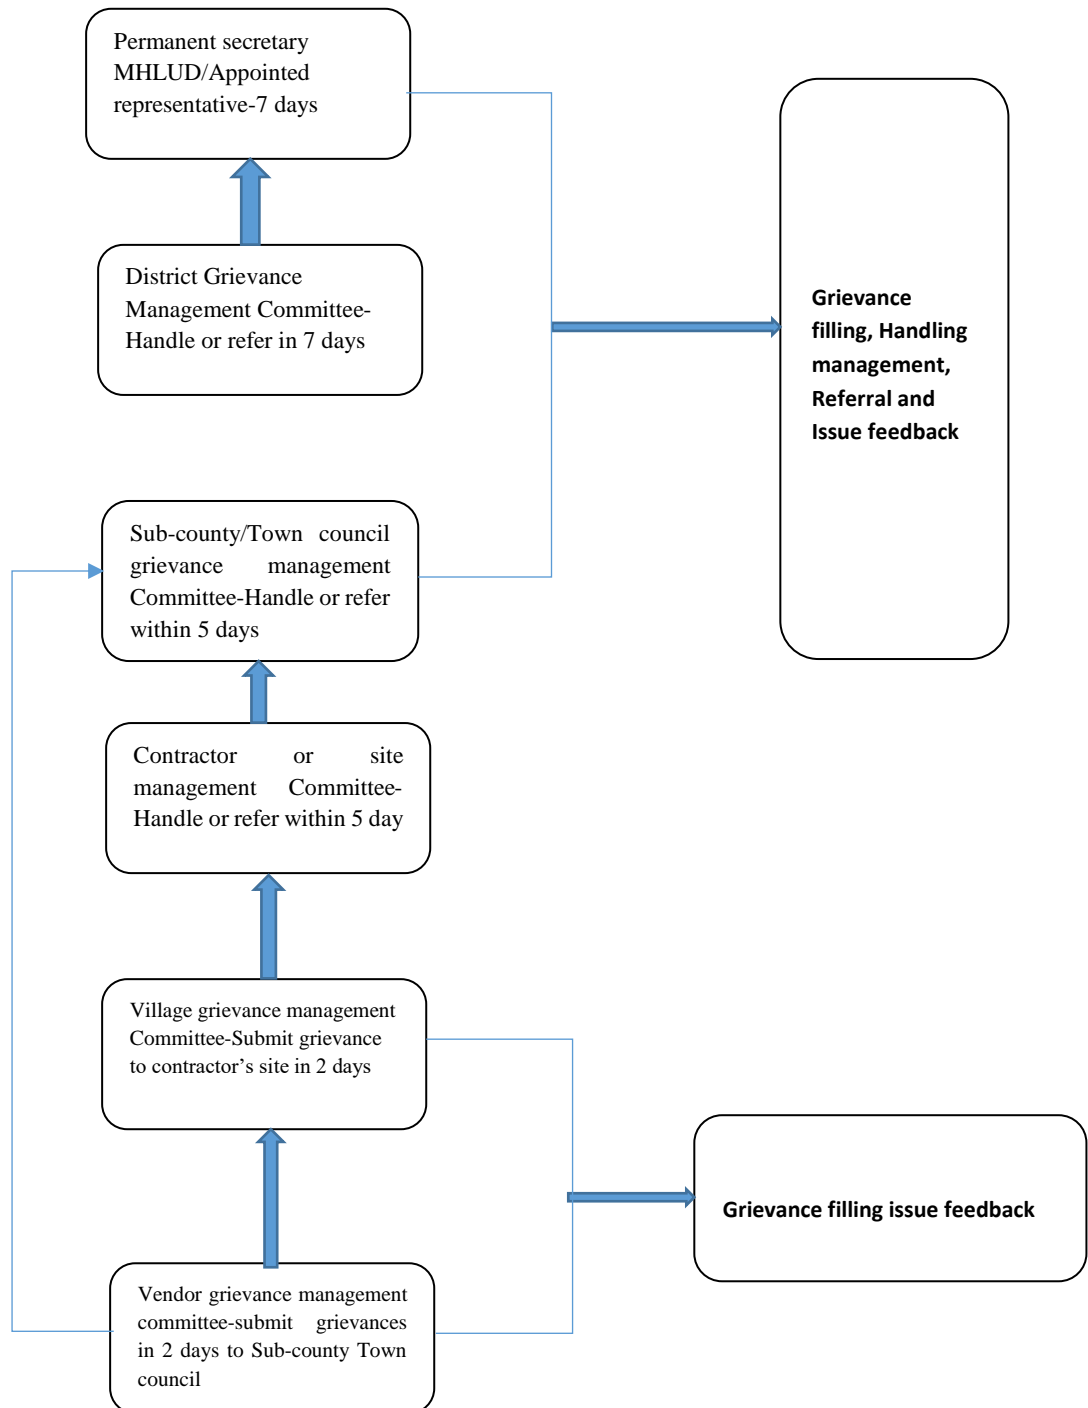 Permanent secretary
MHLUD/Appointed
representative-7 days
District Grievance
Management Committee-
Handle or refer in 7 days
Grievance
filling, Handling
management,
Referral and
Issue feedback
Sub-county/Town council
grievance management
Committee-Handle or refer
within 5 days
Contractor or site
management Committee-
Handle or refer within 5 day
Village grievance management
Committee-Submit grievance
to contractor’s site in 2 days
Grievance filling issue feedback
Vendor grievance management
committee-submit grievances
in 2 days to Sub-county Town
council